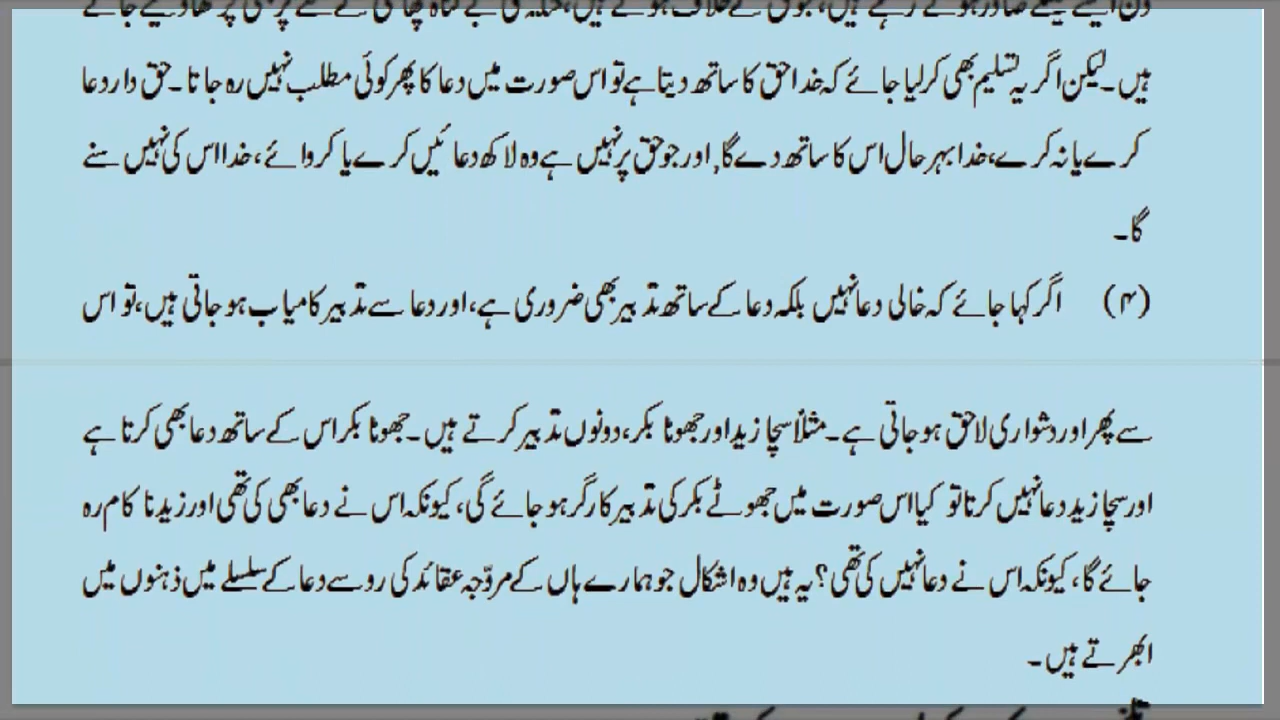 ہیں۔لیکن اگر یہ تسلیم بھی کرلیا جائے کہ خدا حق کا ساتھ دیتا ہے تو اس صورت میں دعا کا پھر کوئی مطلب نہیں رہ جاتا۔حق دار دعا
کرے یا نہ کرے، خدا بہر حال اس کا ساتھ دے گا, اور جو حق پر نہیں ہے وہ لاکھ دعائیں کرے یا کروائے، خدا اس کی نہیں سنے
گا۔
(۴) اگر کہا جائے کہ خالی دعا نہیں بلکہ دعا کے ساتھ تدبیر بھی ضروری ہے، اور دعا سے تدبیر کامیاب ہو جاتی ہیں، تو اس
سے پھر اور دشواری لاحق ہو جاتی ہے۔ مثلاً سچا زید اور جھوٹا بکر، دونوں تدبیر کرتے ہیں۔ جھوٹا بکر اس کے ساتھ دعا بھی کرتا ہے
اور سچا زید دعا نہیں کرتا تو کیا اس صورت میں جھوٹے بکر کی تدبیر کارگر ہو جائے گی، کیونکہ اس نے دعا بھی کی تھی اور زید نا کام رہ
جائے گا، کیونکہ اس نے دعا نہیں کی تھی؟ یہ ہیں وہ اشکال جو ہمارے ہاں کے مروّجہ عقائد کی رو سے دعا کے سلسلے میں ذہنوں میں
ابھرتے ہیں۔